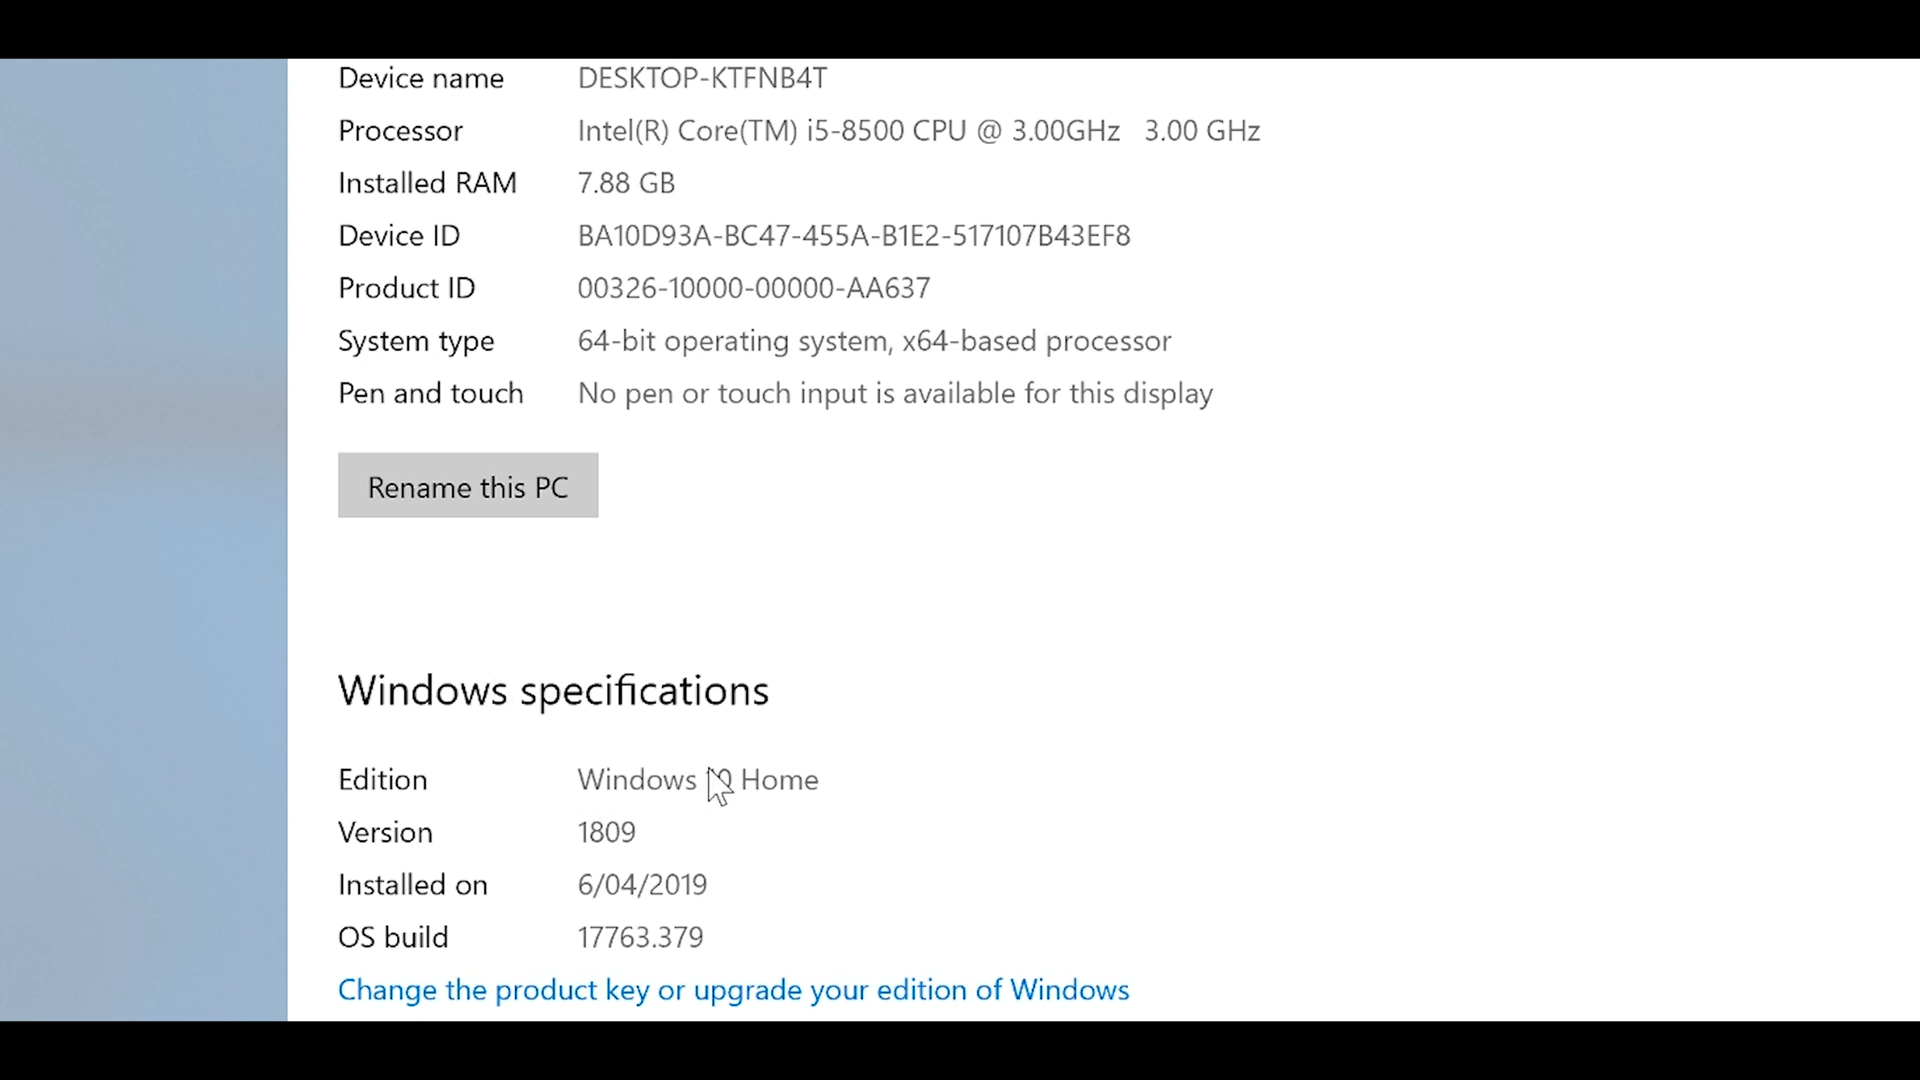 Device name DESKTOP-KTFNB4T
Processor Intel(R) Core(TM) i5-8500 CPU @ 3.00GHz 3.00 GHz
Installed RAM 7.88 GB
Device ID BA10D93A-BC47-455A-B1E2-517107B43EF8
Product ID 00326-10000-00000-AA637
System type 64-bit operating system, x64-based processor
Pen and touch No pen or touch input is available for this display
Rename this PC
Windows specifications
Edition Windows 10 Home
Version 1809
Installed on 6/04/2019
OS build 17763.379
Change the product key or upgrade your edition of Windows